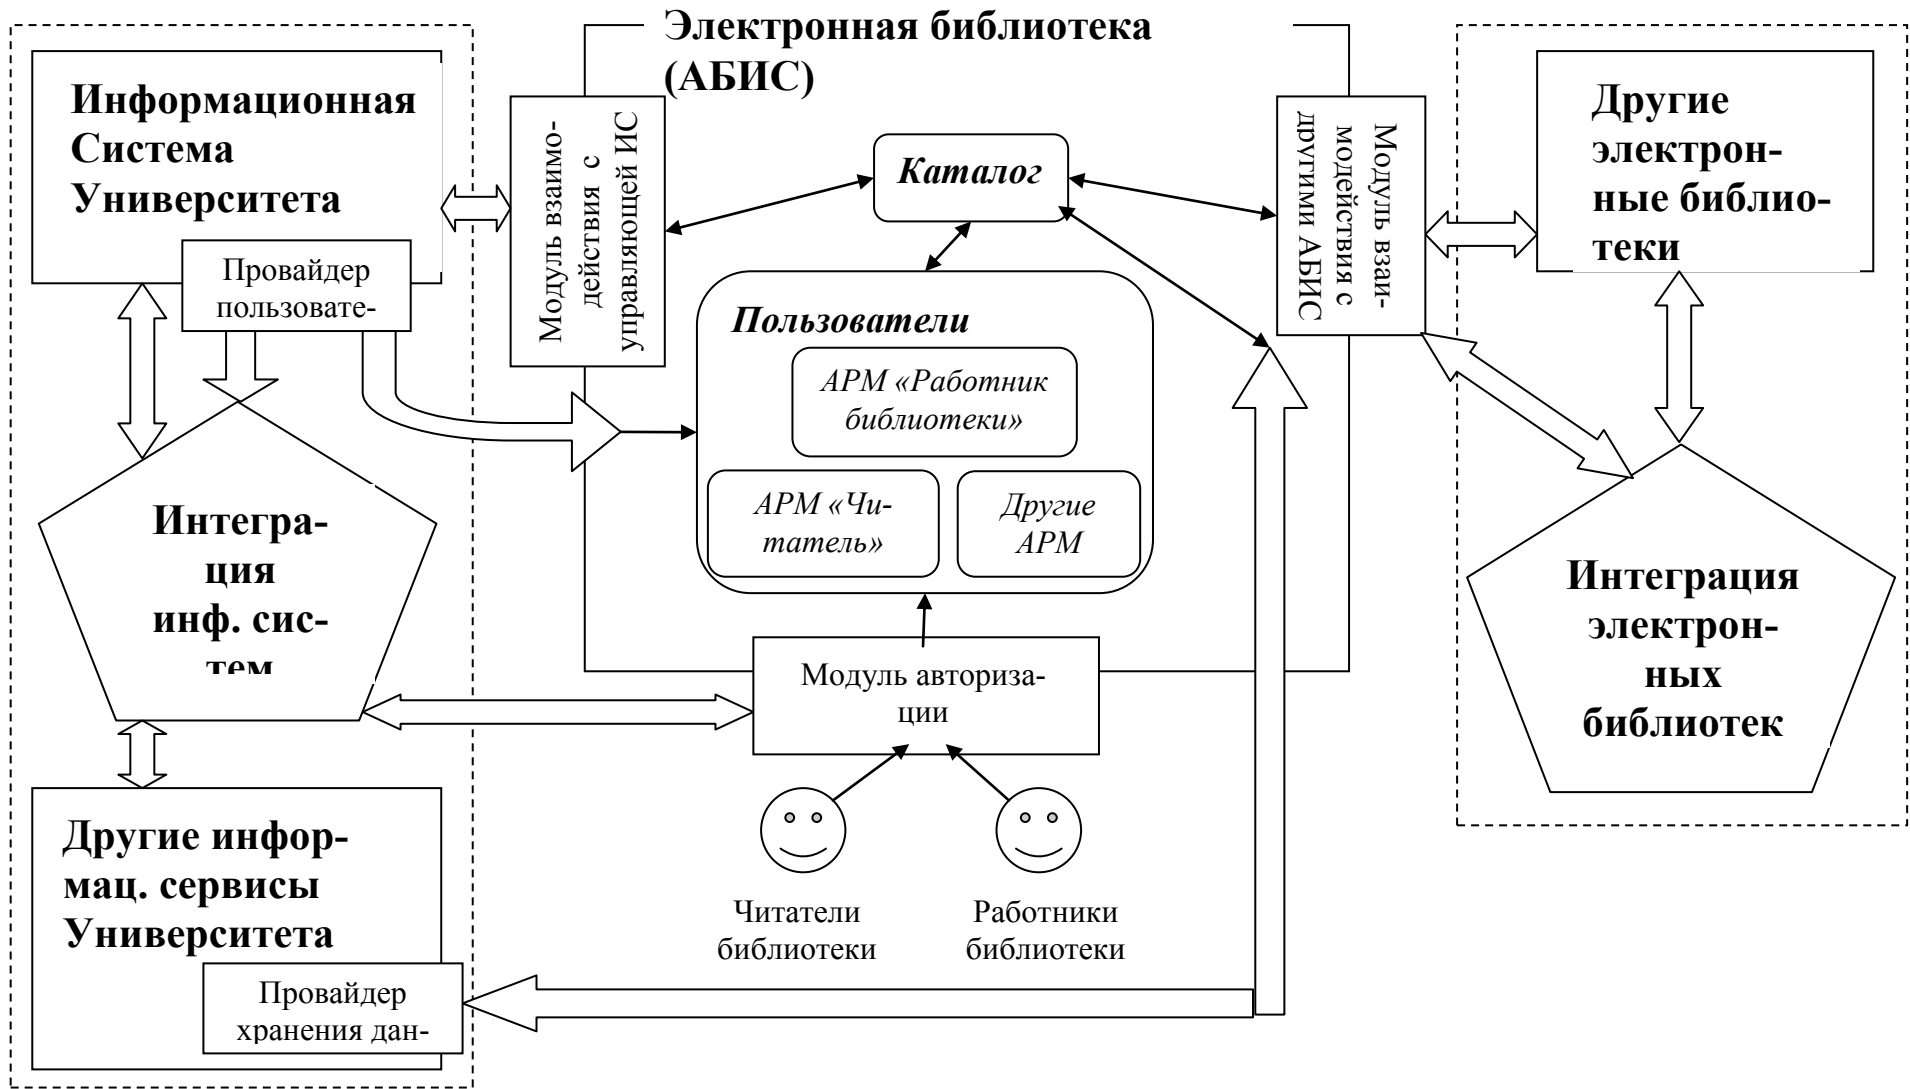 Электронная библиотека
(АБИС)
Информационная
Система
Университета
Провайдер
пользовате-
Модуль взаимо-
действия с
управляющей ИС
Каталог
Модуль взаи-
модействия с
другими АБИС
Другие
электрон-
ные библио-
теки
Пользователи
АРМ «Работник
библиотеки»
АРМ «Чи-
татель»
Другие
АРМ
Интегра-
ция
инф. сис-
тем
Интеграция
электрон-
ных
библиотек
Модуль авториза-
ции
Другие инфор-
мац. сервисы
Университета
Провайдер
хранения дан-
Читатели
библиотеки
Работники
библиотеки